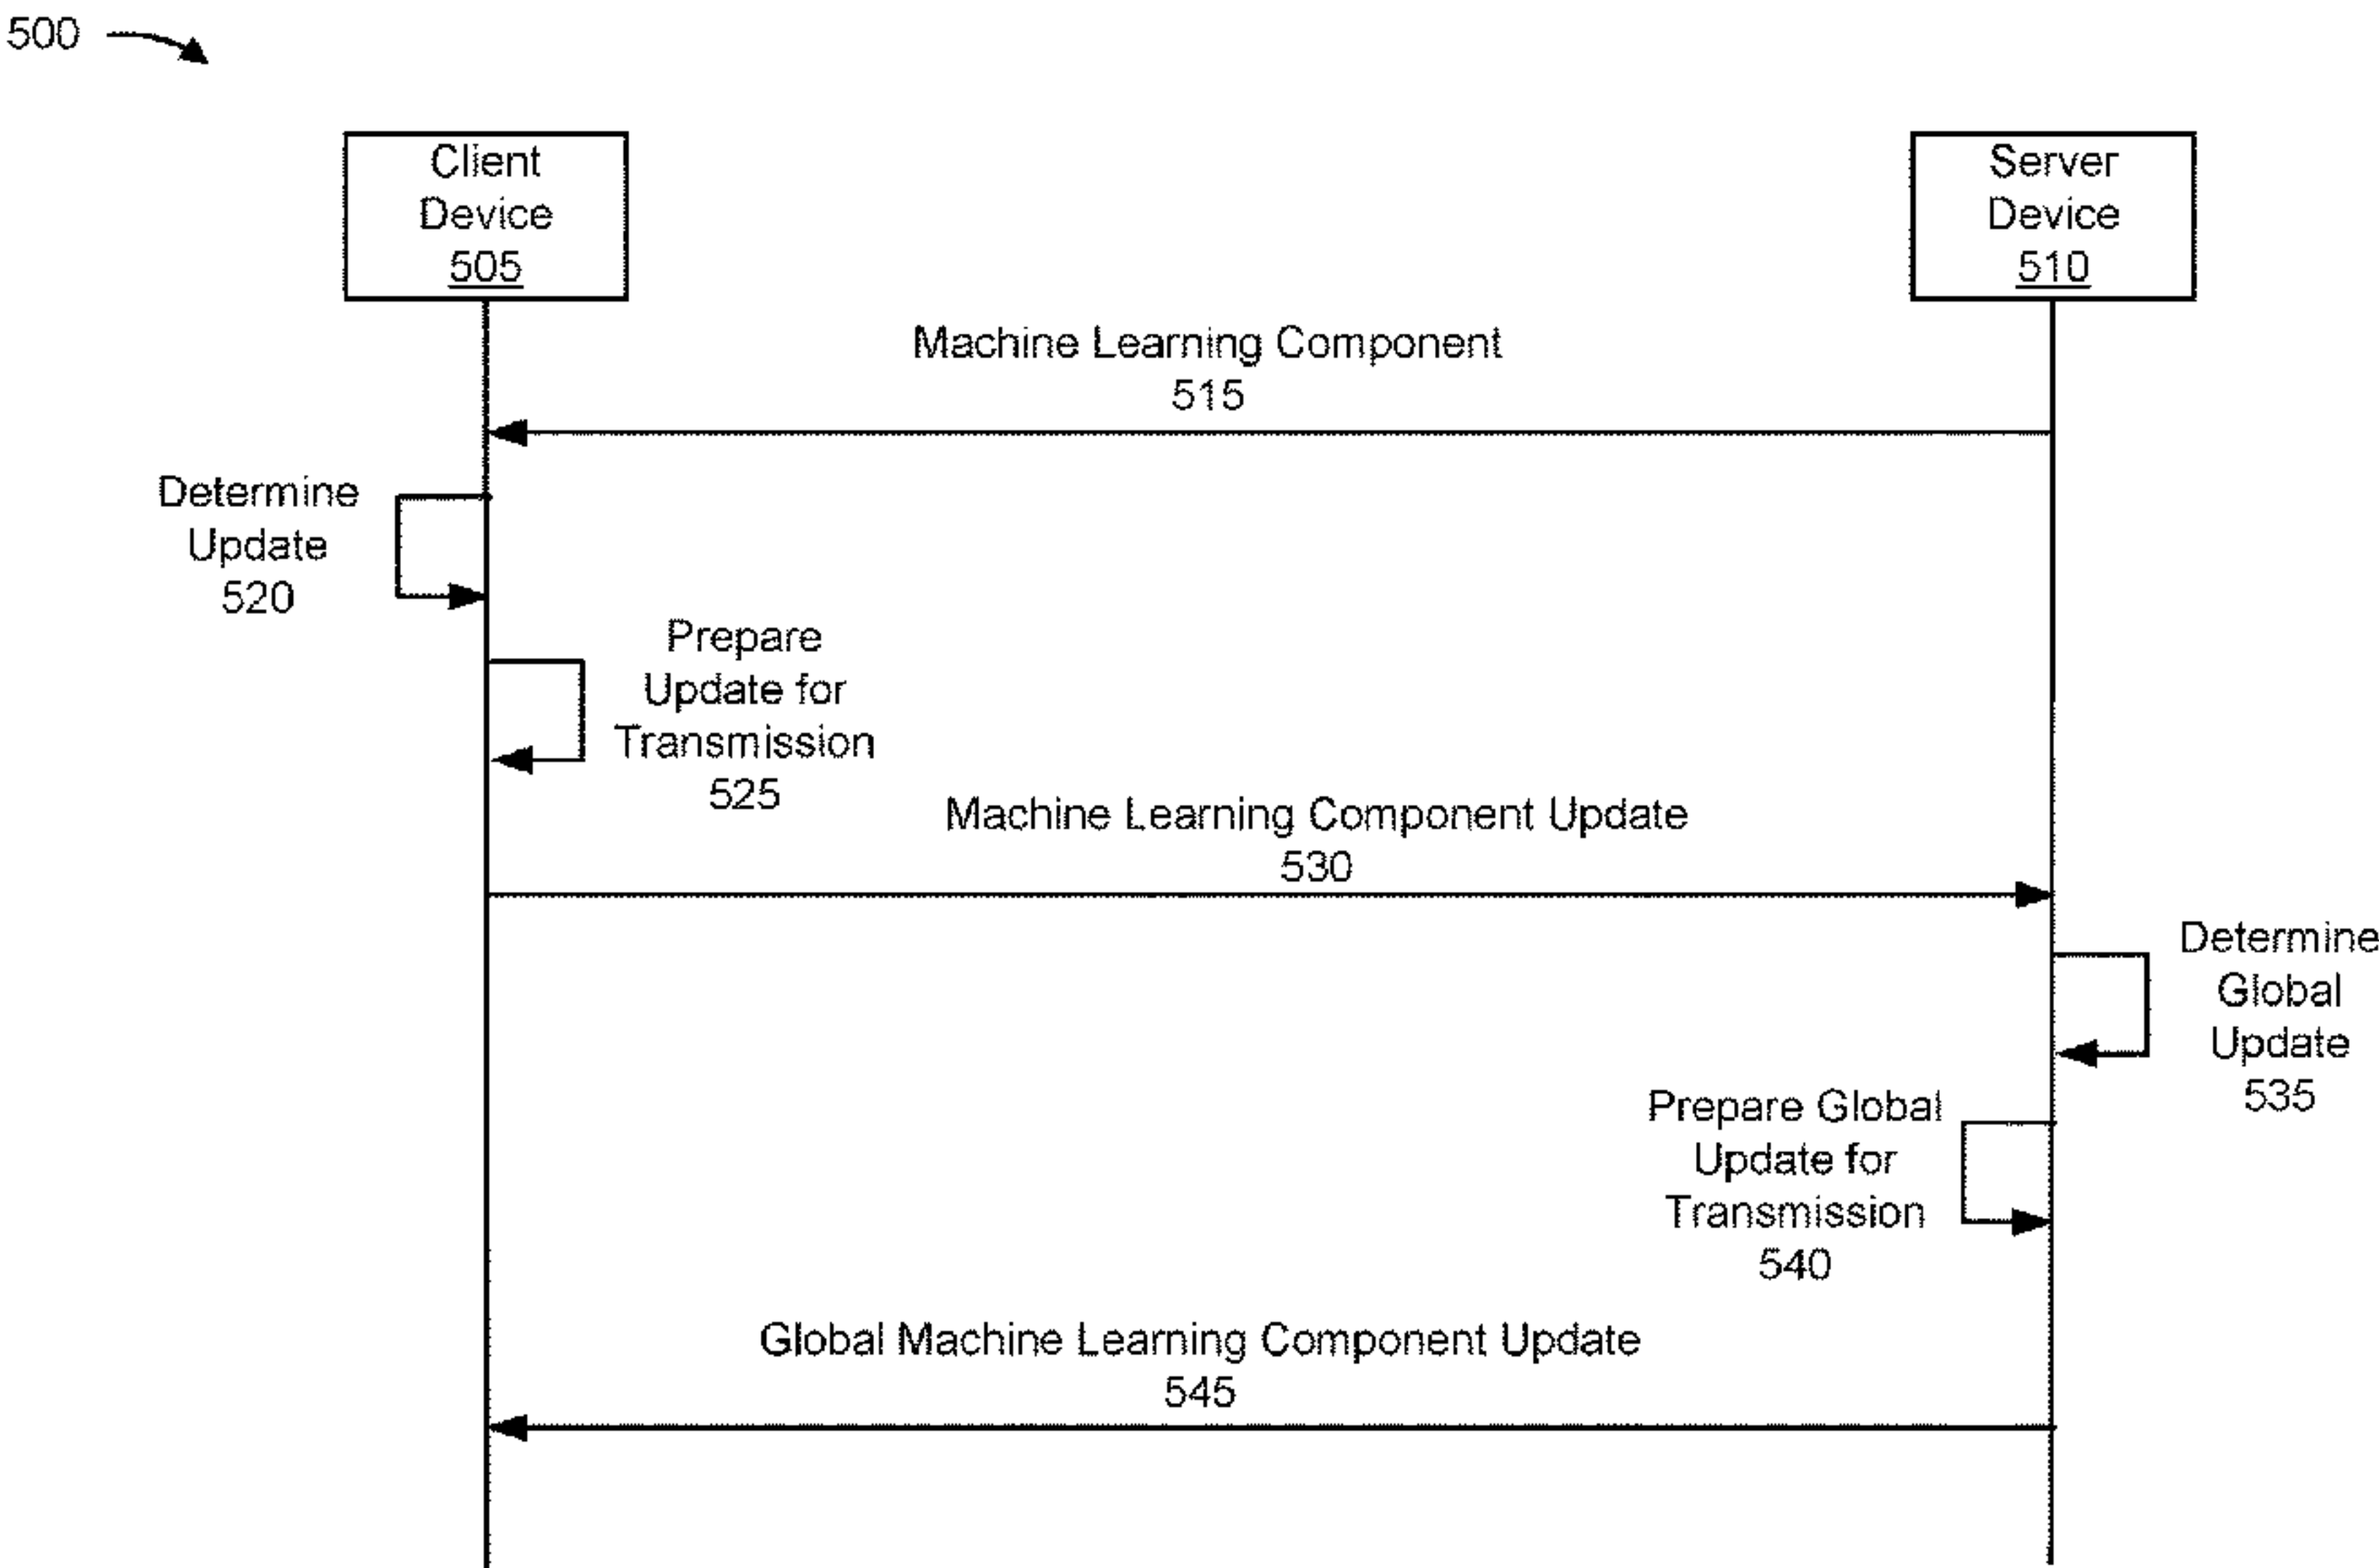 500
Client
Device
505
Server
Device
510
Machine Learning Component
515
Determine
Update
520
Prepare
Update for
Transmission
525
Machine Learning Component Update
530
Determine
Global
Update
535
Prepare Global
Update for
Transmission
540
Global Machine Learning Component Update
545